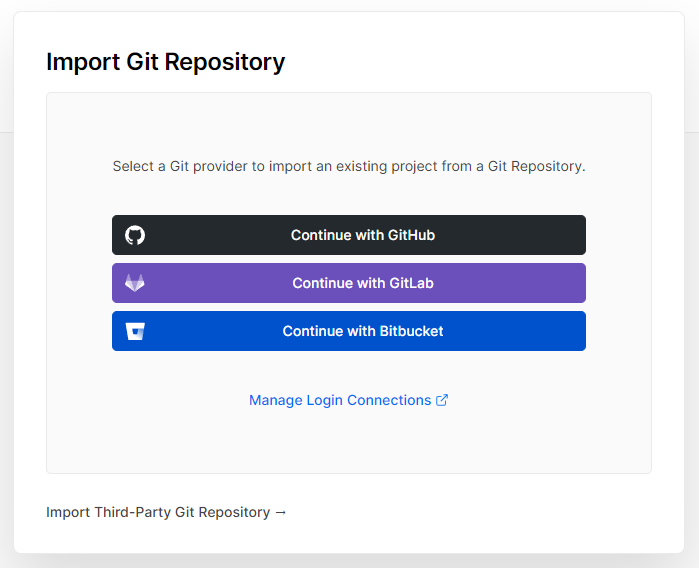 Import Git Repository
Select a Git provider to import an existing project from a Git Repository.
Continue with GitHub
Continue with GitLab
Continue with Bitbucket
Manage Login Connections
Import Third-Party Git Repository →